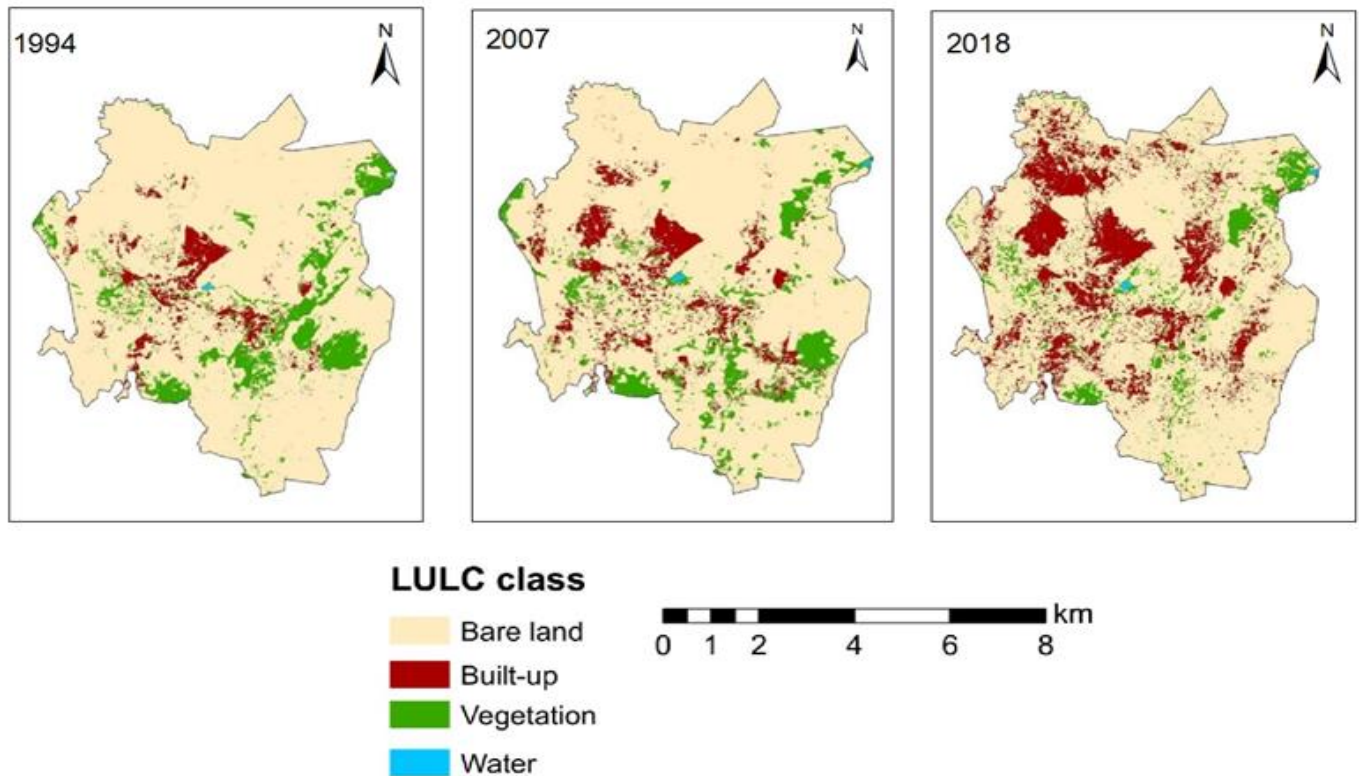 1994
N
2007
N
2018
N
LULC class
Bare land
Built-up
Vegetation
Water
km
0 1 2 4 6 8